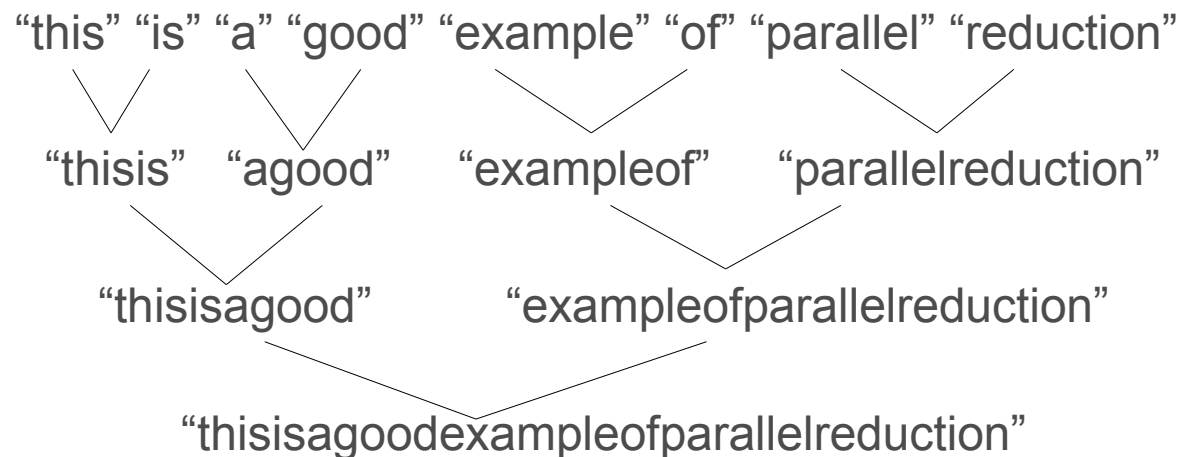 “this” “is” “a” “good” “example” “of” “parallel” “reduction”
“thisis” “agood” “exampleof” “parallelreduction”
“thisisagood” “exampleofparallelreduction”
“thisisagoodexampleofparallelreduction”